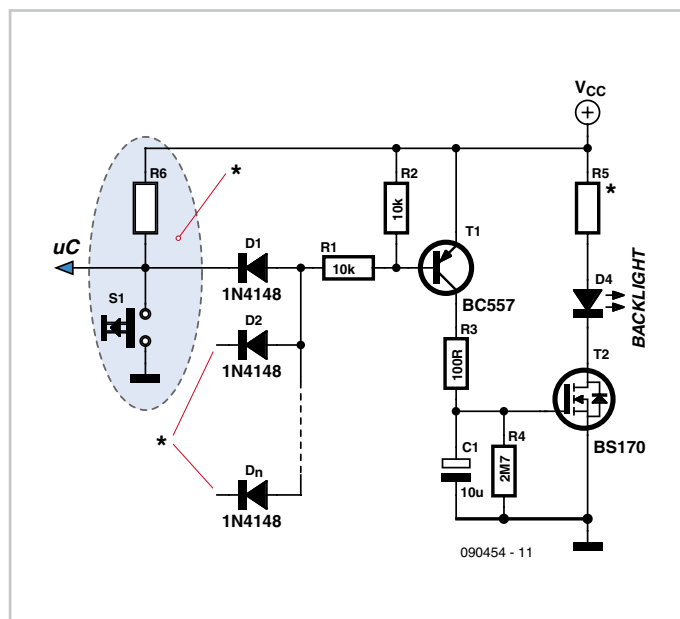 VCC
R6
*
R2
10k
R5
*
uC
D1
1N4148
R1
10k
T1
BC557
D4
BACKLIGHT
S1
D2
1N4148
R3
100R
T2
BS170
*
C1
10u
R4
2M7
Dn
1N4148
090454 - 11